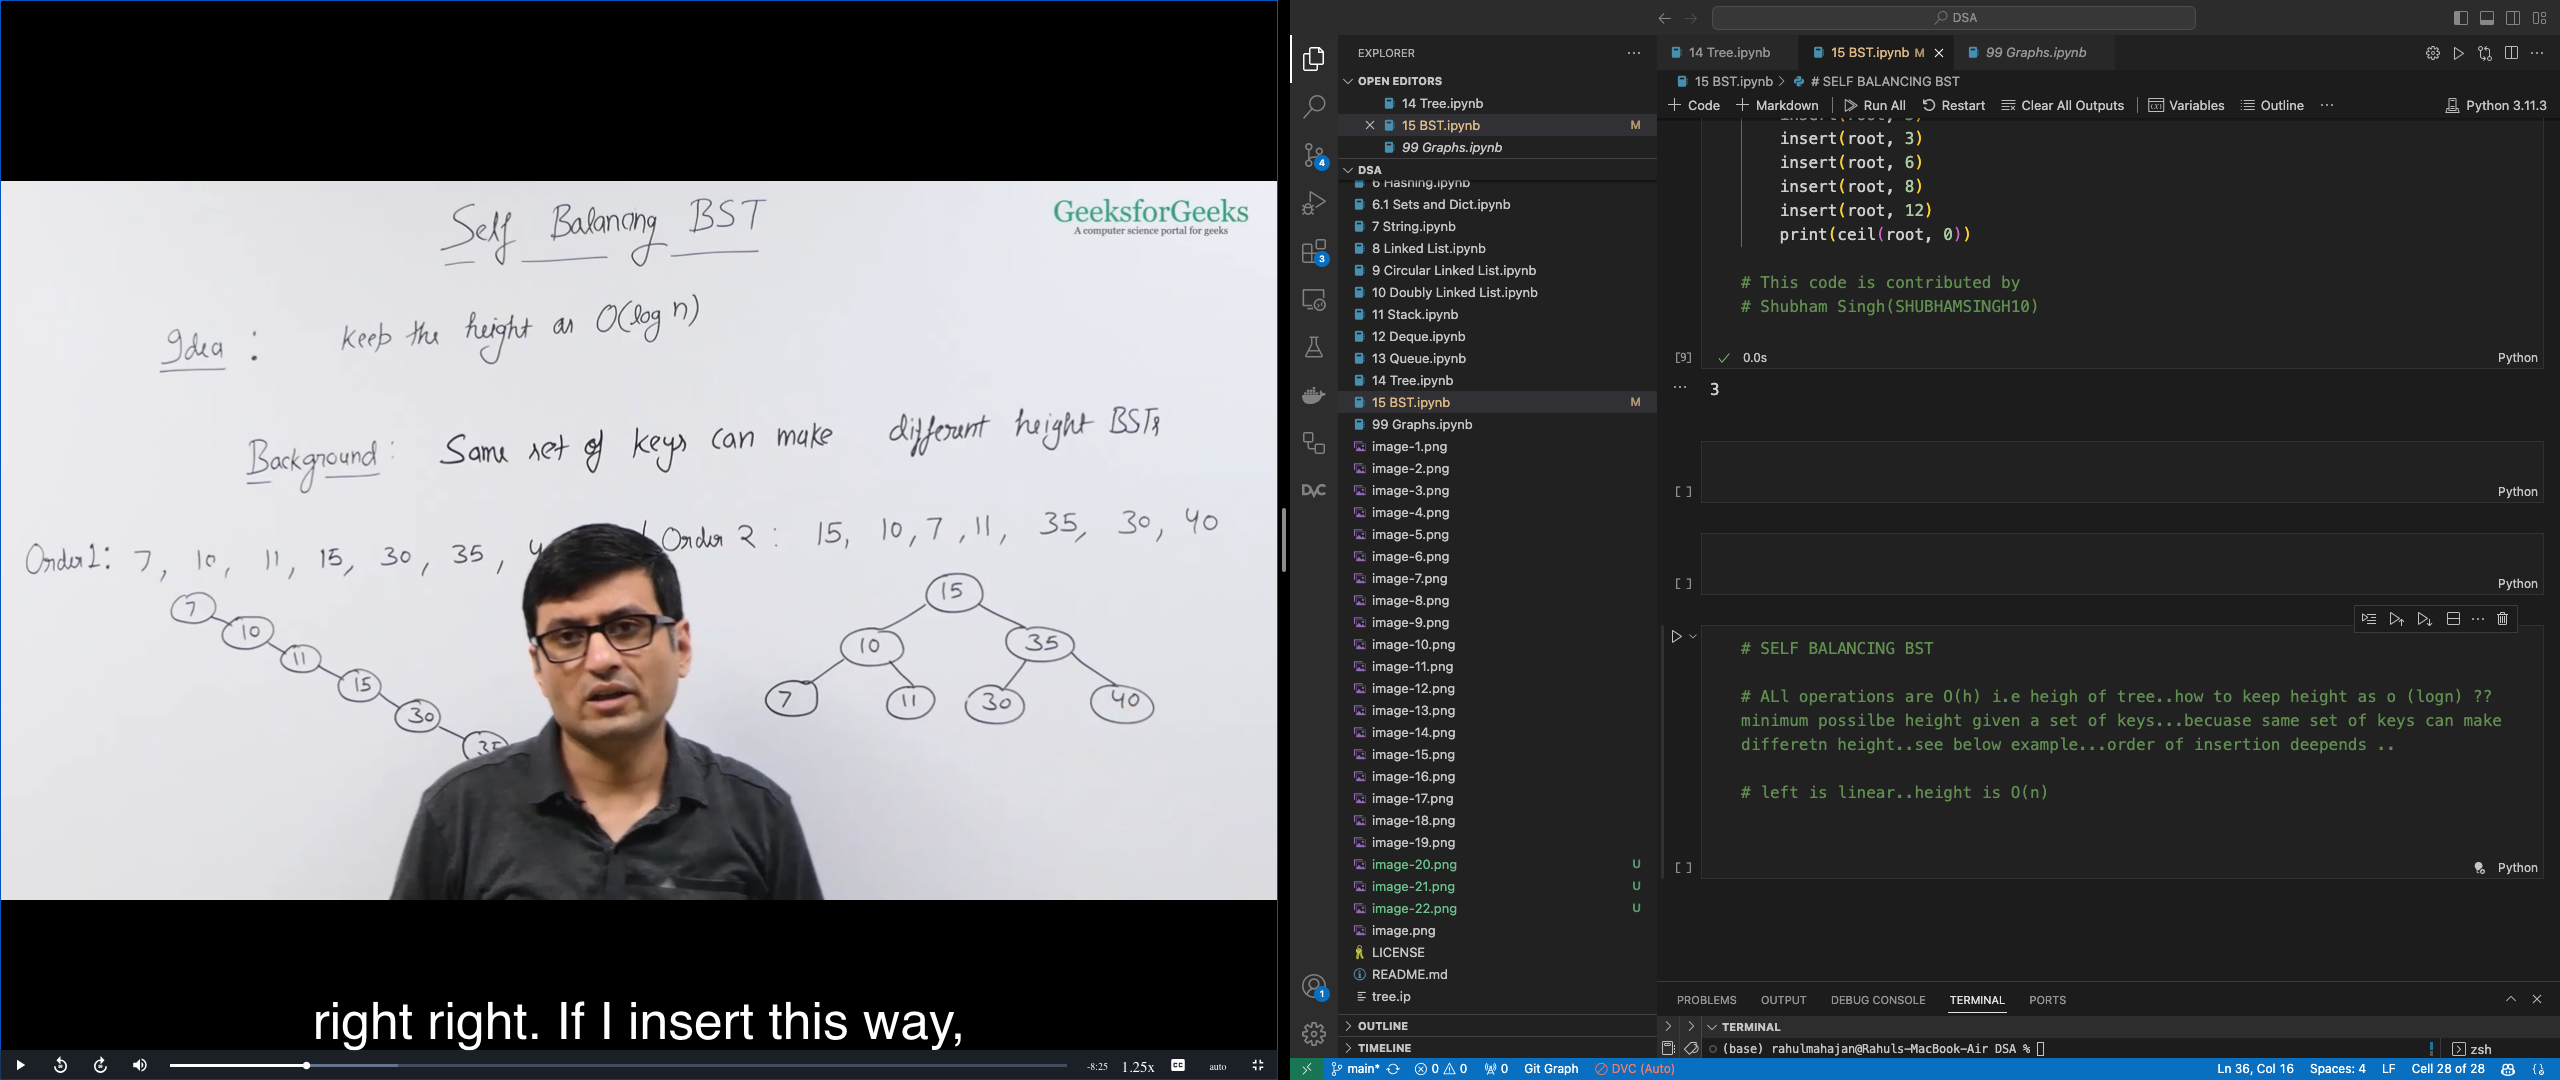 Self Balancing BST
GeeksforGeeks
A computer science portal for geeks
Idea : keep the height as O(log n)
Background : Same set of keys can make different height BSTs
Order 1: 7, 10, 11, 15, 30, 35,
Order 2 : 15, 10, 7, 11, 35, 30, 40
7
10
11
15
30
35
15
10
35
7
11
30
40
right right. If I insert this way,
-8:25
1.25x
auto
DSA
EXPLORER
OPEN EDITORS
14 Tree.ipynb
15 BST.ipynb M
99 Graphs.ipynb
DSA
6 Hashing.ipynb
6.1 Sets and Dict.ipynb
7 String.ipynb
8 Linked List.ipynb
9 Circular Linked List.ipynb
10 Doubly Linked List.ipynb
11 Stack.ipynb
12 Deque.ipynb
13 Queue.ipynb
14 Tree.ipynb
15 BST.ipynb M
99 Graphs.ipynb
image-1.png
image-2.png
image-3.png
image-4.png
image-5.png
image-6.png
image-7.png
image-8.png
image-9.png
image-10.png
image-11.png
image-12.png
image-13.png
image-14.png
image-15.png
image-16.png
image-17.png
image-18.png
image-19.png
image-20.png U
image-21.png U
image-22.png U
image.png
LICENSE
README.md
tree.ip
OUTLINE
TIMELINE
4
3
DVC
1
14 Tree.ipynb 15 BST.ipynb M 99 Graphs.ipynb
15 BST.ipynb > # SELF BALANCING BST
Code Markdown Run All Restart Clear All Outputs Variables Outline Python 3.11.3
insert(root, 3)
insert(root, 6)
insert(root, 8)
insert(root, 12)
print(ceil(root, 0))
# This code is contributed by
# Shubham Singh(SHUBHAMSINGH10)
[9] 0.0s Python
3
[ ] Python
[ ] Python
# SELF BALANCING BST
# ALl operations are O(h) i.e heigh of tree..how to keep height as o (logn) ??
minimum possilbe height given a set of keys...becuase same set of keys can make
differetn height..see below example...order of insertion deepends ..
# left is linear..height is O(n)
[ ] Python
PROBLEMS OUTPUT DEBUG CONSOLE TERMINAL PORTS
TERMINAL
(base) rahulmahajan@Rahuls-MacBook-Air DSA %
zsh
main* 0 0 0 Git Graph DVC (Auto) Ln 36, Col 16 Spaces: 4 LF Cell 28 of 28